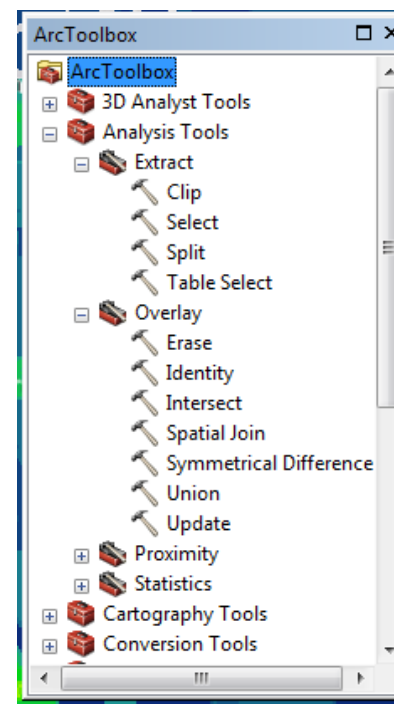 ArcToolbox
ArcToolbox
3D Analyst Tools
Analysis Tools
Extract
Clip
Select
Split
Table Select
Overlay
Erase
Identity
Intersect
Spatial Join
Symmetrical Difference
Union
Update
Proximity
Statistics
Cartography Tools
Conversion Tools